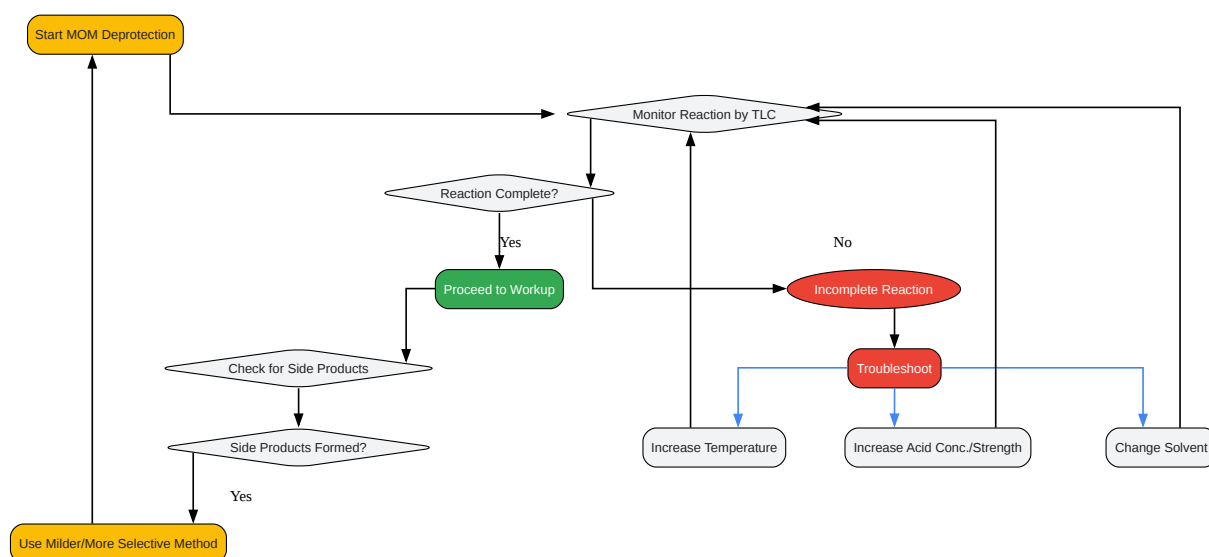 Start MOM Deprotection
Monitor Reaction by TLC
Reaction Complete?
Yes
No
Proceed to Workup
Incomplete Reaction
Check for Side Products
Troubleshoot
Side Products Formed?
Increase Temperature
Increase Acid Conc./Strength
Change Solvent
Yes
Use Milder/More Selective Method